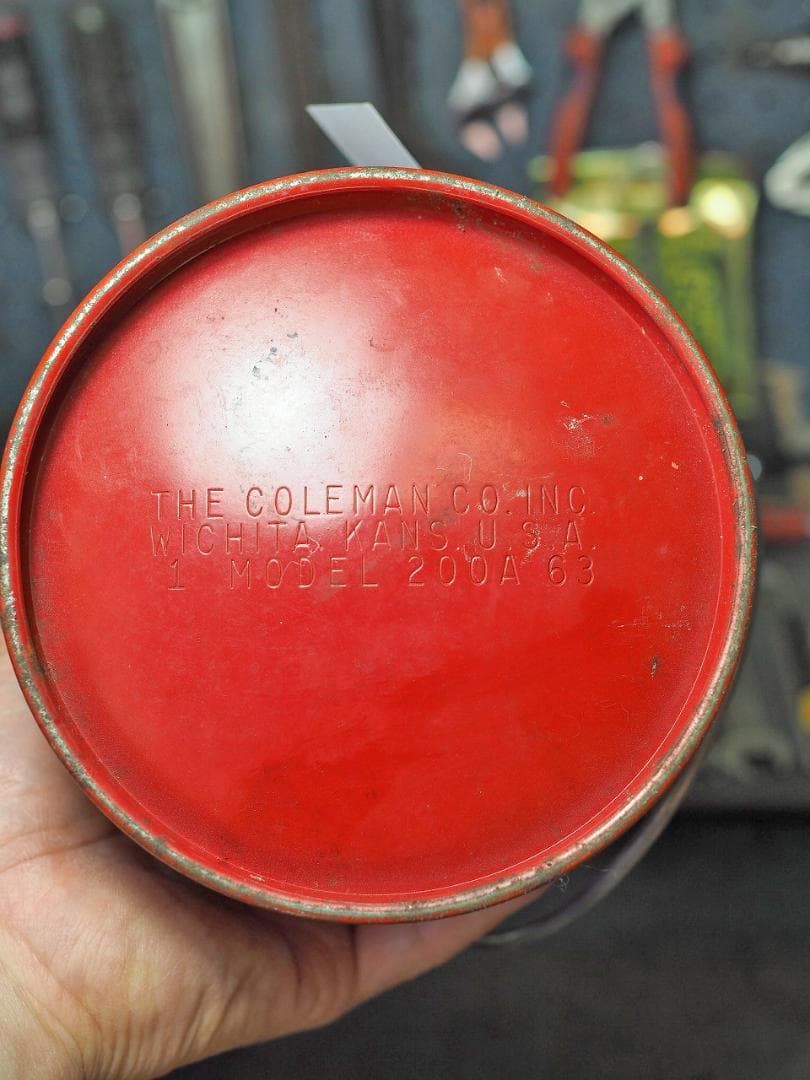 THE COLEMAN CO. INC.
WICHITA, KANS. U.S.A.
1 MODEL 200A 63